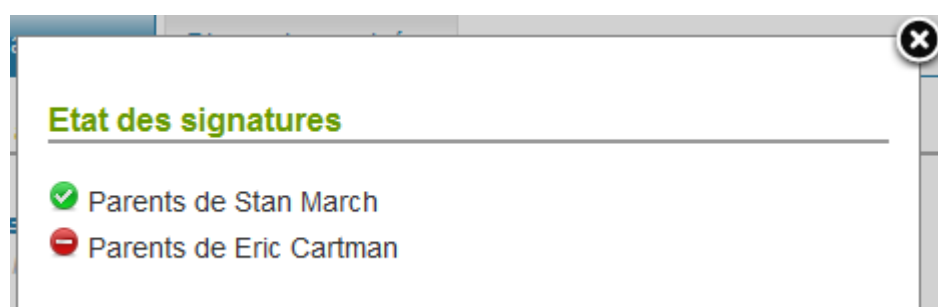 Etat des signatures
Parents de Stan March
Parents de Eric Cartman